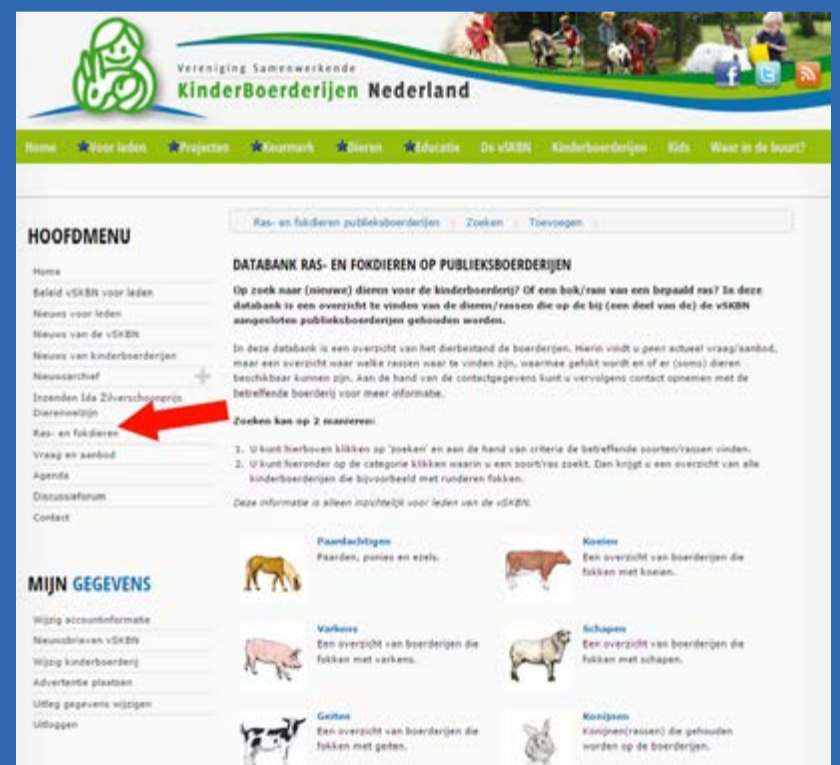 Vereniging Samenwerkende
KinderBoerderijen Nederland
Home Voor leden Projecten Keurmerk Dieren Educatie De vSKBN Kinderboerderijen Kids Waar in de buurt?
Ras- en fokdieren publieksboerderijen Zoeken Toevoegen
HOOFDMENU
Home
Beleid vSKBN voor leden
Nieuws voor leden
Nieuws van de vSKBN
Nieuws van kinderboerderijen
Nieuwsarchief
Inzenden Ida Zilverschoonprijs
Dierenwelzijn
Ras- en fokdieren
Vraag en aanbod
Agenda
Discussieforum
Contact
MIJN GEGEVENS
Wijzig accountinformatie
Nieuwsbrieven vSKBN
Wijzig kinderboerderij
Advertentie plaatsen
Uitleg gegevens wijzigen
Uitloggen
DATABANK RAS- EN FOKDIEREN OP PUBLIEKSBOERDERIJEN
Op zoek naar (nieuwe) dieren voor de kinderboerderij? Of een bok/ram van een bepaald ras? In deze
databank is een overzicht te vinden van de dieren/rassen die op de bij (een deel van de) de vSKBN
aangesloten publieksboerderijen gehouden worden.
In deze databank is een overzicht van het dierbestand de boerderijen. Hierin vindt u geen actueel vraag/aanbod,
maar een overzicht waar welke rassen waar te vinden zijn, waarmee gefokt wordt en of er (soms) dieren
beschikbaar kunnen zijn. Aan de hand van de contactgegevens kunt u vervolgens contact opnemen met de
betreffende boerderij voor meer informatie.
Zoeken kan op 2 manieren:
1. U kunt hierboven klikken op 'zoeken' en aan de hand van criteria de betreffende soorten/rassen vinden.
2. U kunt hieronder op de categorie klikken waarin u een soort/ras zoekt. Dan krijgt u een overzicht van alle
kinderboerderijen die bijvoorbeeld met runderen fokken.
Deze informatie is alleen inzichtelijk voor leden van de vSKBN.
Paardachtigen
Paarden, ponies en ezels.
Koeien
Een overzicht van boerderijen die
fokken met koeien.
Varkens
Een overzicht van boerderijen die
fokken met varkens.
Schapen
Een overzicht van boerderijen die
fokken met schapen.
Geiten
Een overzicht van boerderijen die
fokken met geiten.
Konijnen
Konijnen(rassen) die gehouden
worden op de boerderijen.